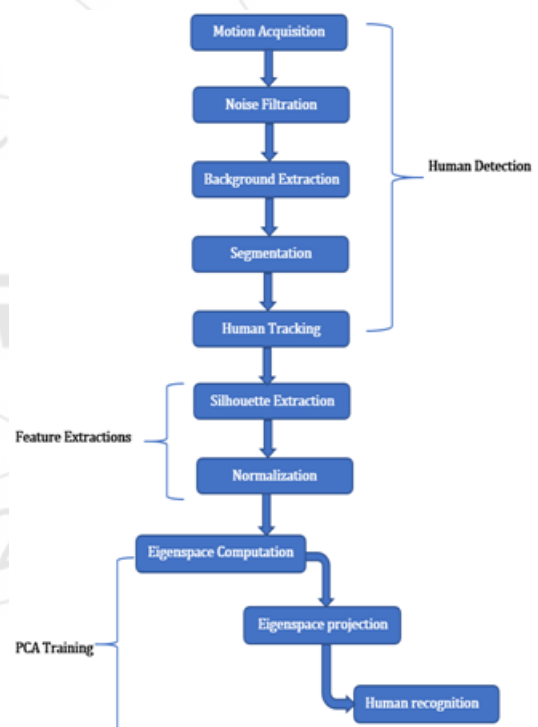 Motion Acquisition
Noise Filtration
Background Extraction
Human Detection
Segmentation
Human Tracking
Silhouette Extraction
Feature Extractions
Normalization
Eigenspace Computation
Eigenspace projection
PCA Training
Human recognition